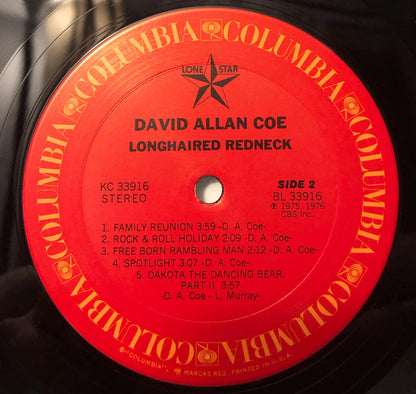 COLUMBIA COLUMBIA COLUMBIA COLUMBIA COLUMBIA COLUMBIA
LONE STAR
DAVID ALLAN COE
LONGHAIRED REDNECK
KC 33916
STEREO
SIDE 2
BL 33916
℗ 1975, 1976
CBS Inc.
1. FAMILY REUNION 3:59 -D. A. Coe-
2. ROCK & ROLL HOLIDAY 2:09 -D. A. Coe-
3. FREE BORN RAMBLING MAN 2:12 -D. A. Coe-
4. SPOTLIGHT 3:07 -D. A. Coe-
5. DAKOTA THE DANCING BEAR,
PART II 3:57
-D. A. Coe - L. Murray-
®"COLUMBIA", MARCAS REG. PRINTED IN U.S.A.